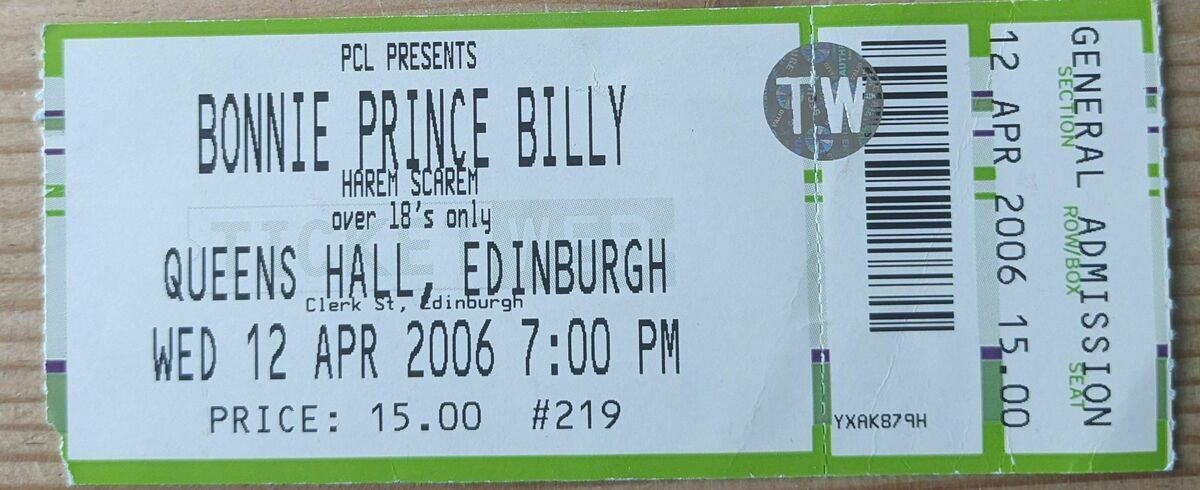 PCL PRESENTS
BONNIE PRINCE BILLY
HAREM SCAREM
over 18's only
TICKETWEB
QUEENS HALL, EDINBURGH
Clerk St, Edinburgh
WED 12 APR 2006 7:00 PM
PRICE: 15.00 #219
TW
YXAK879H
12 APR 2006 15.00
SECTION ROW/BOX SEAT
GENERAL ADMISSION